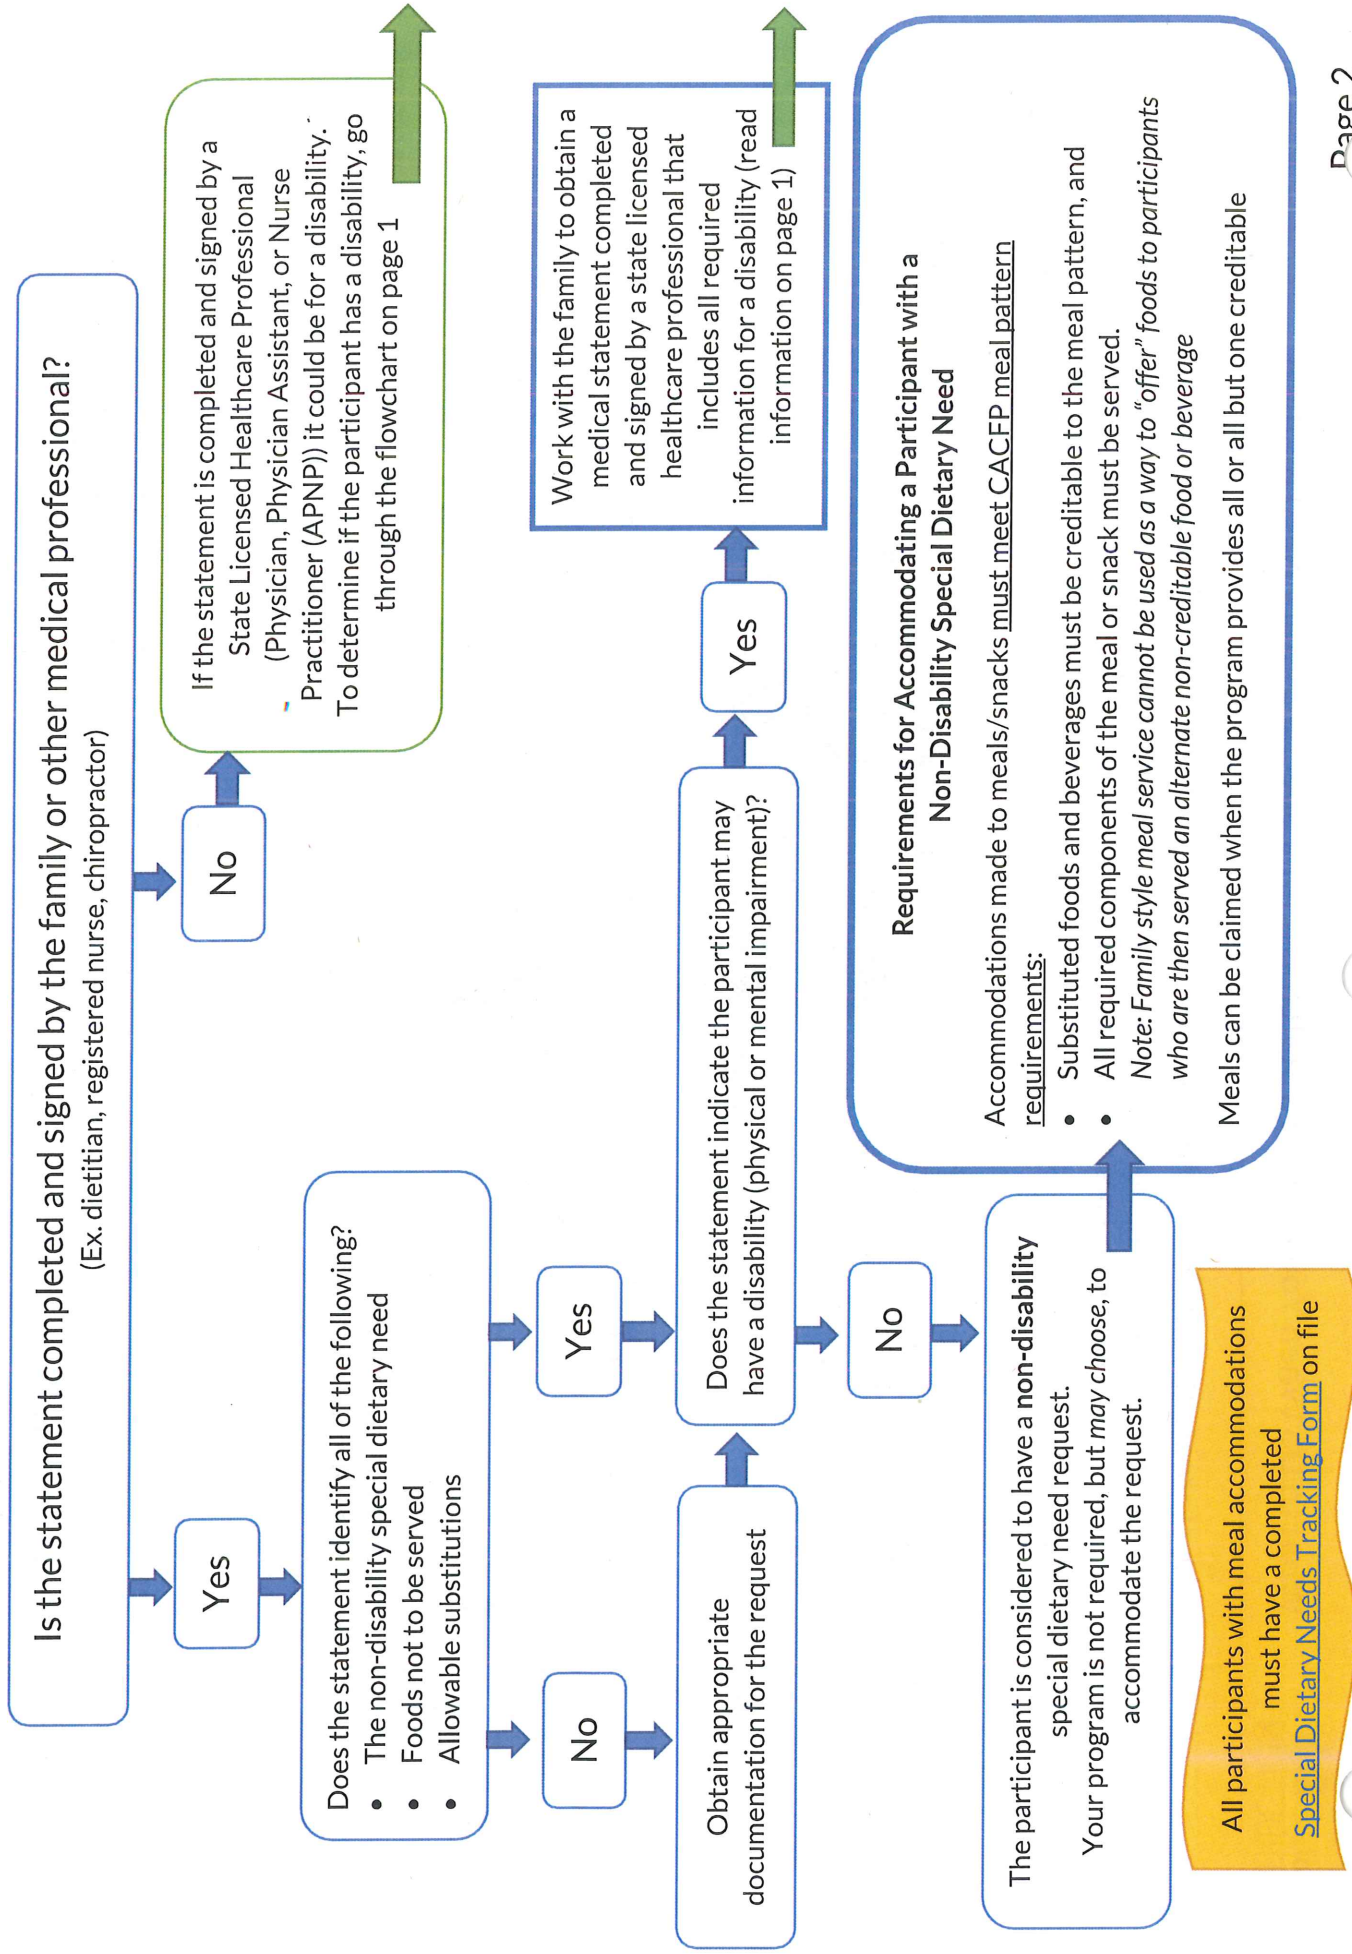 Is the statement completed and signed by the family or other medical professional?
(Ex. dietitian, registered nurse, chiropractor)
Yes
No
If the statement is completed and signed by a
State Licensed Healthcare Professional
(Physician, Physician Assistant, or Nurse
Practitioner (APNP)) it could be for a disability.
To determine if the participant has a disability, go
through the flowchart on page 1
Does the statement identify all of the following?
• The non-disability special dietary need
• Foods not to be served
• Allowable substitutions
No
Yes
Obtain appropriate
documentation for the request
Does the statement indicate the participant may
have a disability (physical or mental impairment)?
Yes
Work with the family to obtain a
medical statement completed
and signed by a state licensed
healthcare professional that
includes all required
information for a disability (read
information on page 1)
No
The participant is considered to have a non-disability
special dietary need request.
Your program is not required, but may choose, to
accommodate the request.
Requirements for Accommodating a Participant with a
Non-Disability Special Dietary Need
Accommodations made to meals/snacks must meet CACFP meal pattern
requirements:
• Substituted foods and beverages must be creditable to the meal pattern, and
• All required components of the meal or snack must be served.
Note: Family style meal service cannot be used as a way to “offer” foods to participants
who are then served an alternate non-creditable food or beverage
Meals can be claimed when the program provides all or all but one creditable
All participants with meal accommodations
must have a completed
Special Dietary Needs Tracking Form on file
Page 2